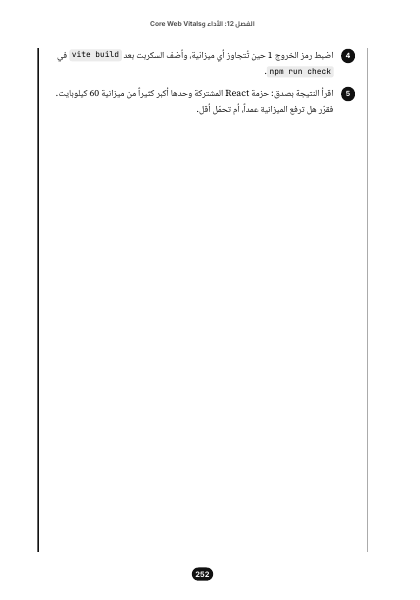 الفصل 12: الأداء وCore Web Vitals
4 اضبط رمز الخروج 1 حين تُتجاوز أي ميزانية، وأضف السكربت بعد vite build في
npm run check.
5 اقرأ النتيجة بصدق: حزمة React المشتركة وحدها أكبر كثيراً من ميزانية 60 كيلوبايت.
فقرّر هل ترفع الميزانية عمداً، أم تحمّل أقل.
252